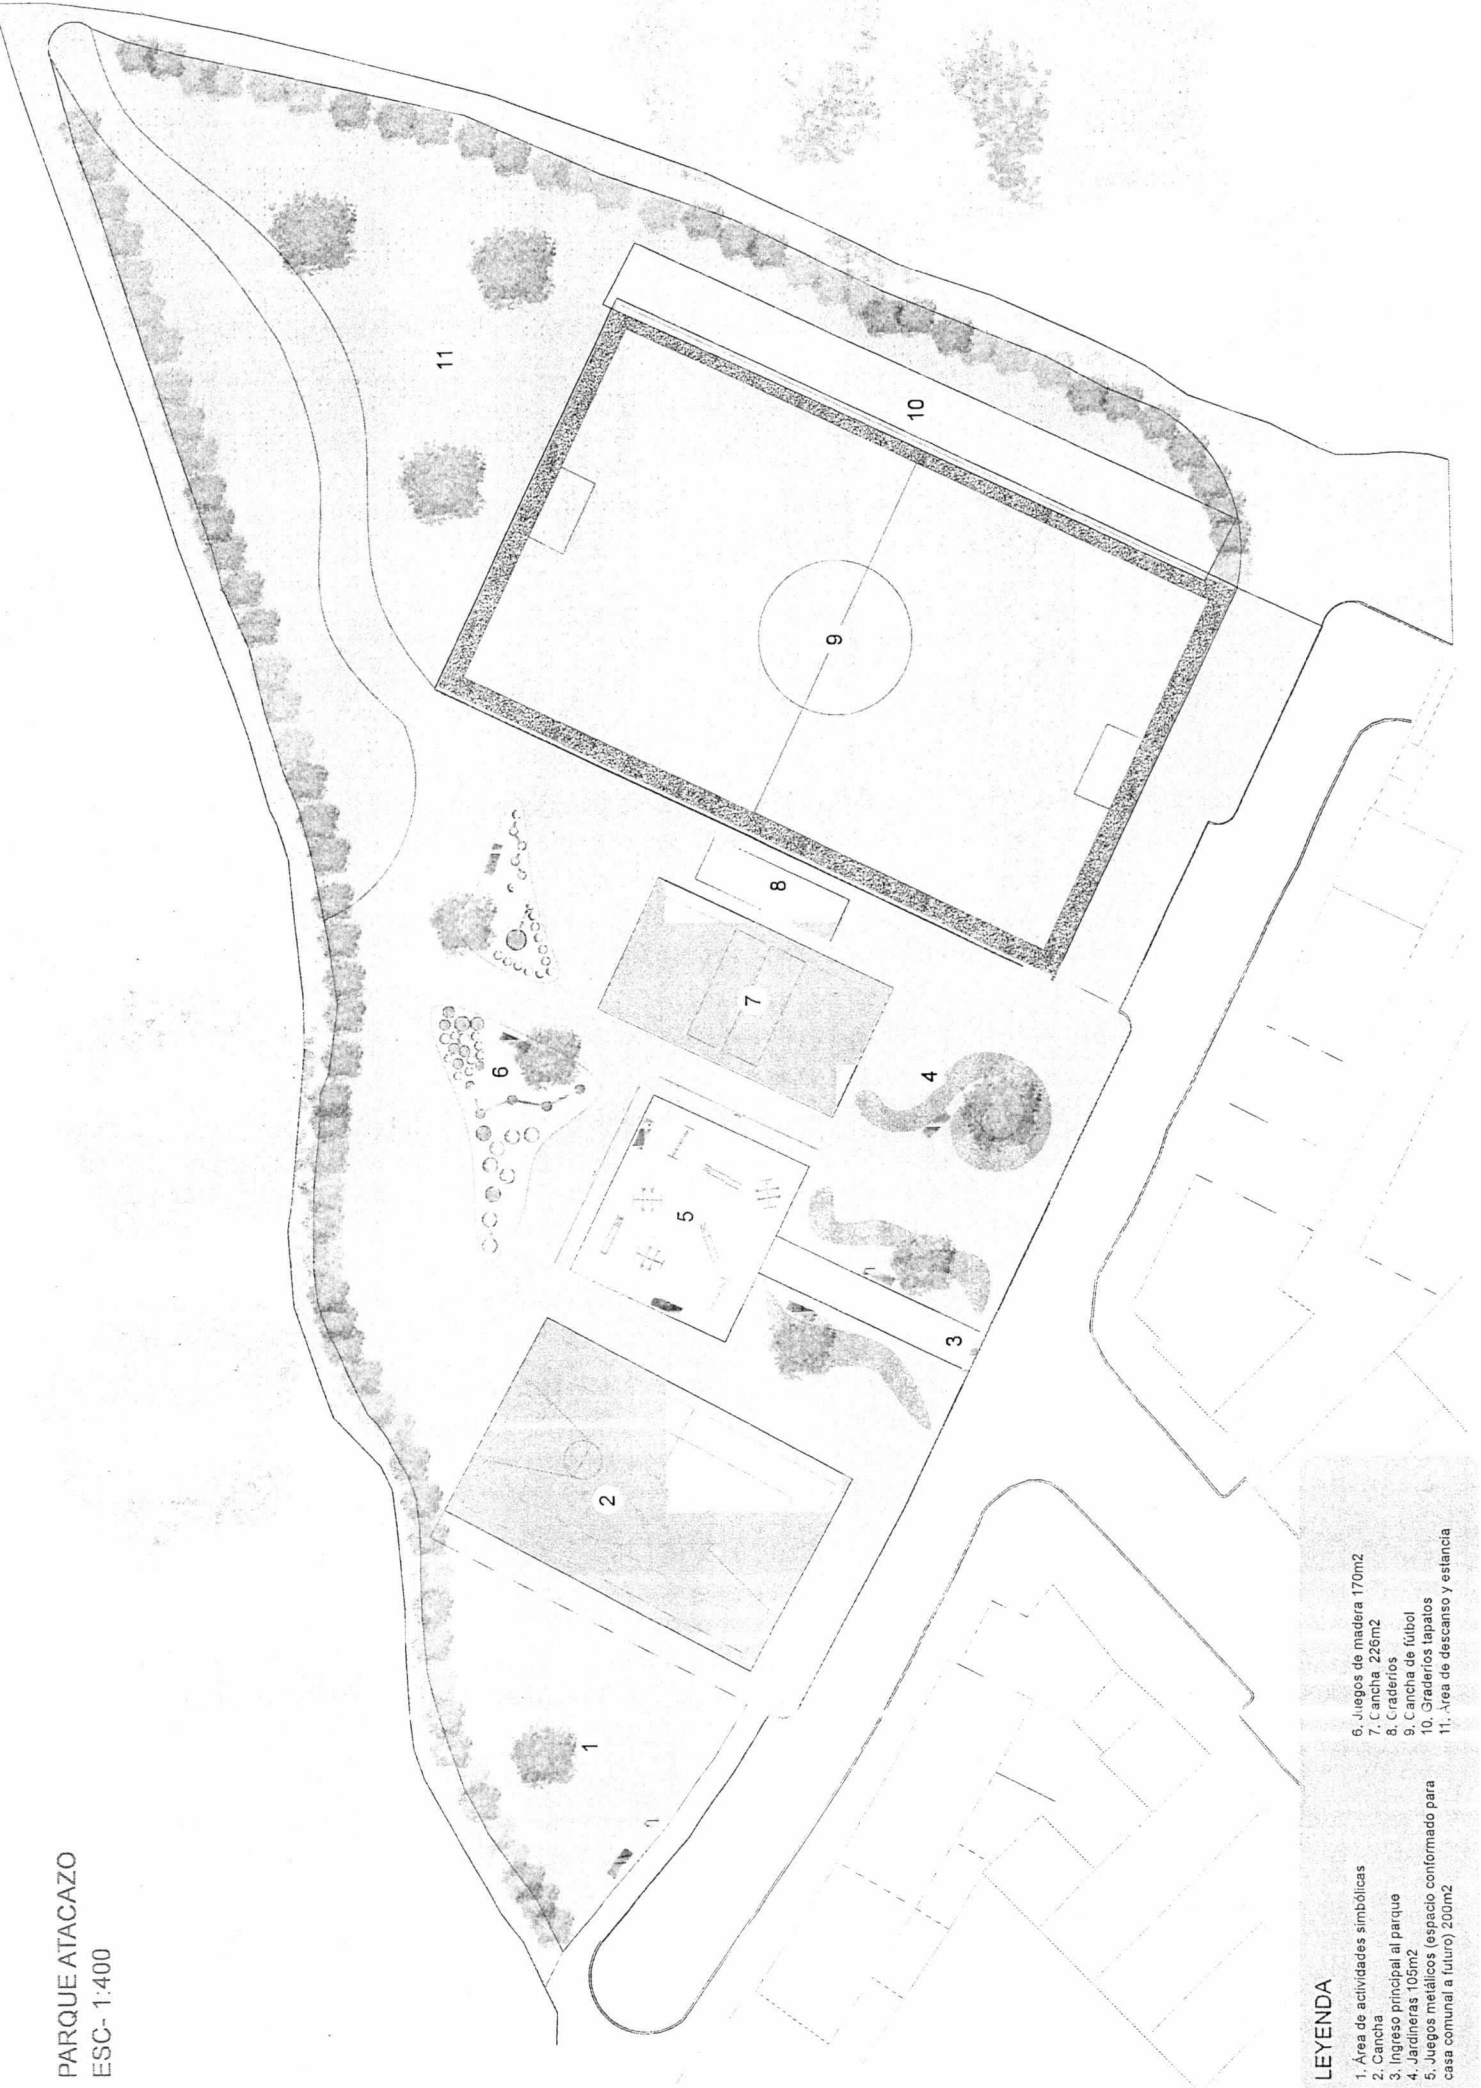 PARQUE ATACAZO
ESC- 1:400
1
2
3
4
5
6
7
8
9
10
11
LEYENDA
1. Área de actividades simbólicas
2. Cancha
3. Ingreso principal al parque
4. Jardineras 105m2
5. Juegos metálicos (espacio conformado para
casa comunal a futuro) 200m2
6. Juegos de madera 170m2
7. Cancha 226m2
8. Graderíos
9. Cancha de fútbol
10. Graderíos tapatos
11. Área de descanso y estancia